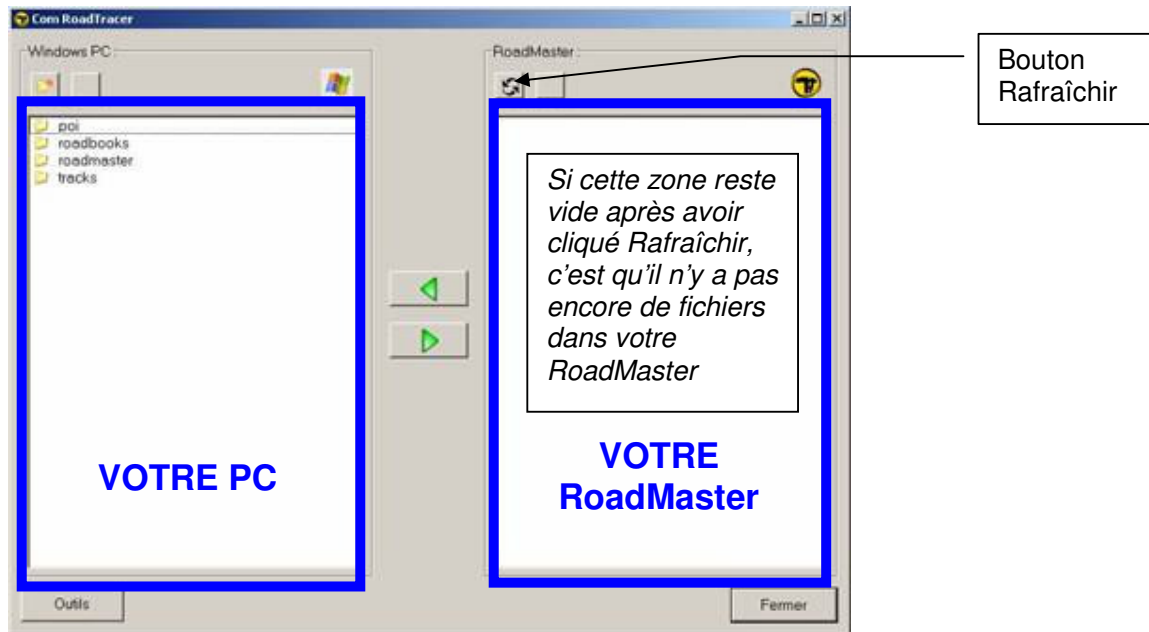 Com RoadTracer
Windows PC
RoadMaster
Bouton
Rafraîchir
poi
roadbooks
roadmaster
tracks
Si cette zone reste
vide après avoir
cliqué Rafraîchir,
c'est qu'il n'y a pas
encore de fichiers
dans votre
RoadMaster
VOTRE PC
VOTRE
RoadMaster
Outils
Fermer